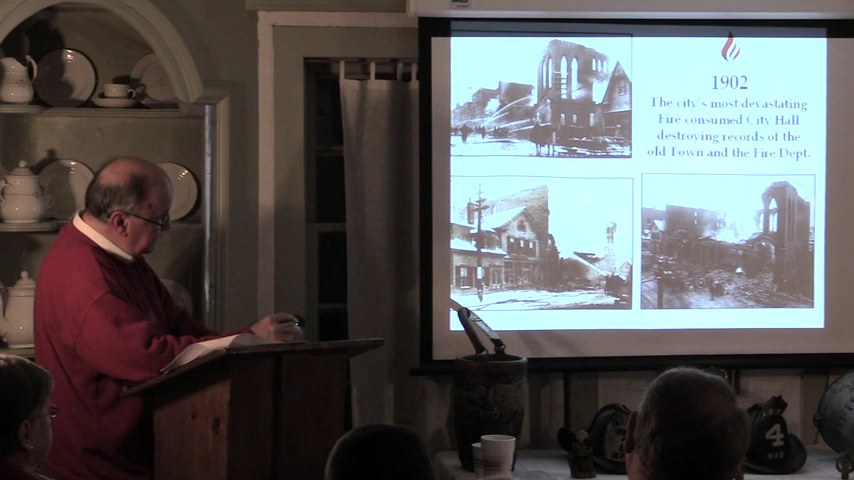 1902
The city's most devastating
Fire consumed City Hall
destroying records of the
old Town and the Fire Dept.
4